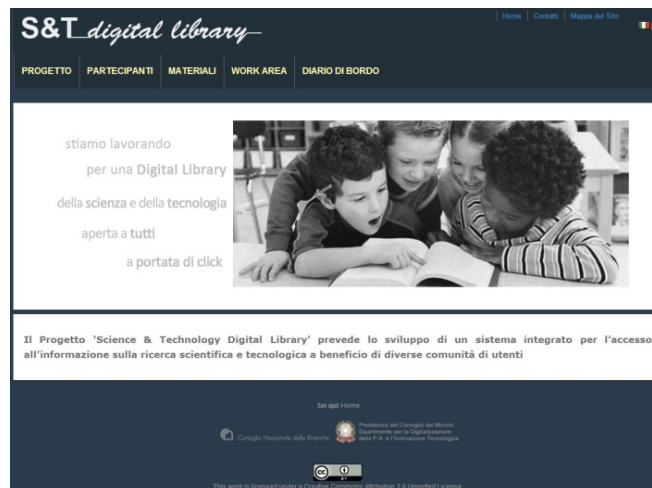 S&T digital library
Home | Contatti | Mappa del Sito
PROGETTO PARTECIPANTI MATERIALI WORK AREA DIARIO DI BORDO
stiamo lavorando
per una Digital Library
della scienza e della tecnologia
aperta a tutti
a portata di click
Il Progetto ‘Science & Technology Digital Library’ prevede lo sviluppo di un sistema integrato per l’accesso
all’informazione sulla ricerca scientifica e tecnologica a beneficio di diverse comunità di utenti
Sei qui: Home
Consiglio Nazionale delle Ricerche
Presidenza del Consiglio dei Ministri
Dipartimento per la Digitalizzazione
della P.A. e l'Innovazione Tecnologica
cc
BY
This work is licensed under a Creative Commons Attribution 3.0 Unported License